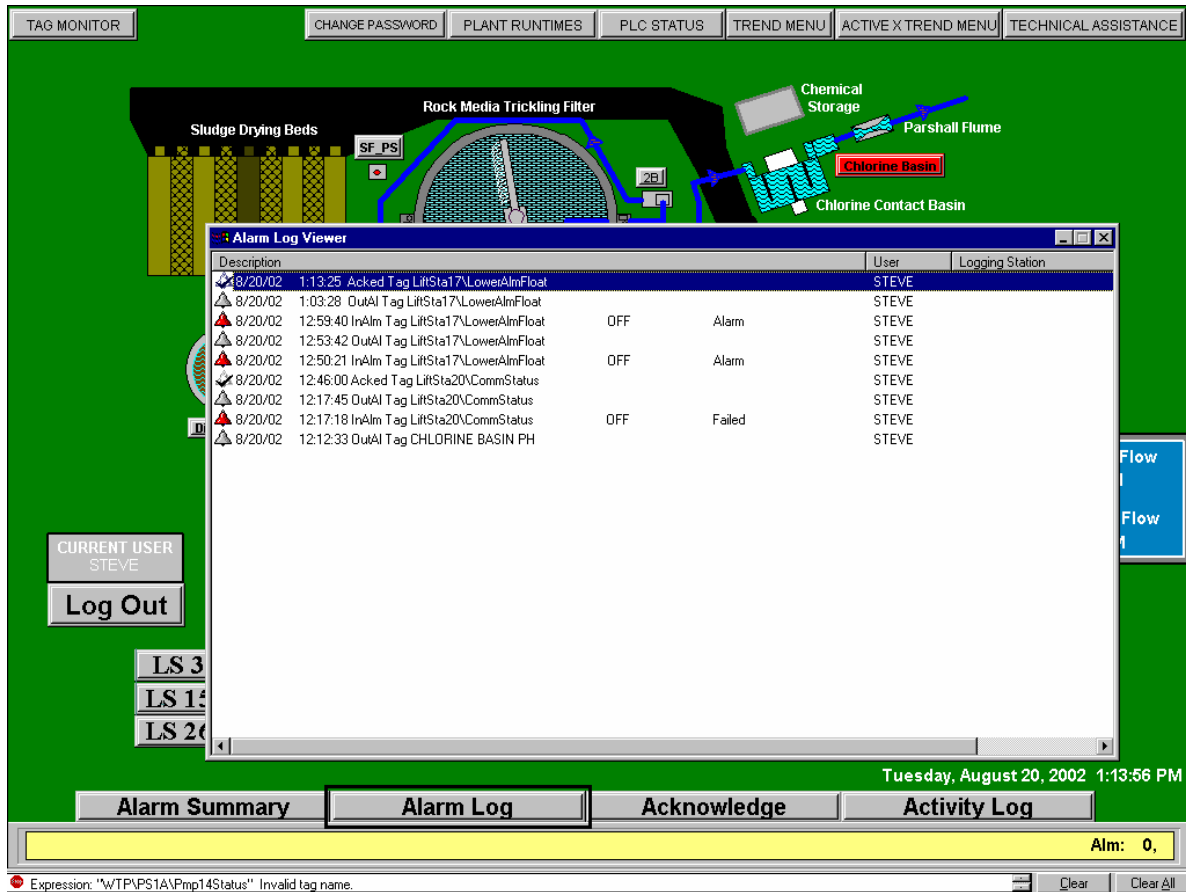 TAG MONITOR
CHANGE PASSWORD
PLANT RUNTIMES
PLC STATUS
TREND MENU
ACTIVE X TREND MENU
TECHNICAL ASSISTANCE
Chemical
Storage
Rock Media Trickling Filter
Parshall Flume
Sludge Drying Beds
SF_PS
Chlorine Basin
2B
Chlorine Contact Basin
Alarm Log Viewer
Description User Logging Station
8/20/02 1:13:25 Acked Tag LiftSta17\LowerAlmFloat STEVE
8/20/02 1:03:28 OutAl Tag LiftSta17\LowerAlmFloat STEVE
8/20/02 12:59:40 InAlm Tag LiftSta17\LowerAlmFloat OFF Alarm STEVE
8/20/02 12:53:42 OutAl Tag LiftSta17\LowerAlmFloat STEVE
8/20/02 12:50:21 InAlm Tag LiftSta17\LowerAlmFloat OFF Alarm STEVE
8/20/02 12:46:00 Acked Tag LiftSta20\CommStatus STEVE
8/20/02 12:17:45 OutAl Tag LiftSta20\CommStatus STEVE
8/20/02 12:17:18 InAlm Tag LiftSta20\CommStatus OFF Failed STEVE
8/20/02 12:12:33 OutAl Tag CHLORINE BASIN PH STEVE
Flow
Flow
CURRENT USER
STEVE
Log Out
LS 3
LS 15
LS 26
Tuesday, August 20, 2002 1:13:56 PM
Alarm Summary
Alarm Log
Acknowledge
Activity Log
Alm: 0,
Expression: "WTP\PS1A\Pmp14Status" Invalid tag name.
Clear
Clear All